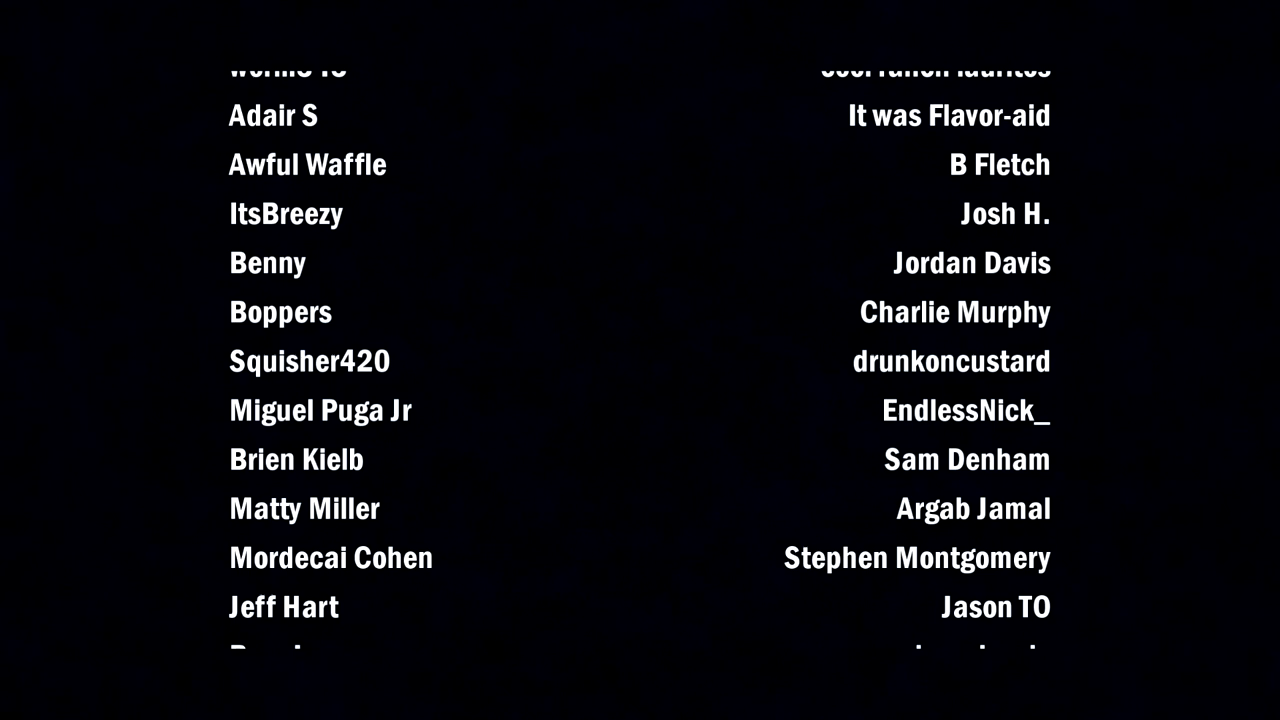 Adair S
It was Flavor-aid
Awful Waffle
B Fletch
ItsBreezy
Josh H.
Benny
Jordan Davis
Boppers
Charlie Murphy
Squisher420
drunkoncustard
Miguel Puga Jr
EndlessNick_
Brien Kielb
Sam Denham
Matty Miller
Argab Jamal
Mordecai Cohen
Stephen Montgomery
Jeff Hart
Jason TO